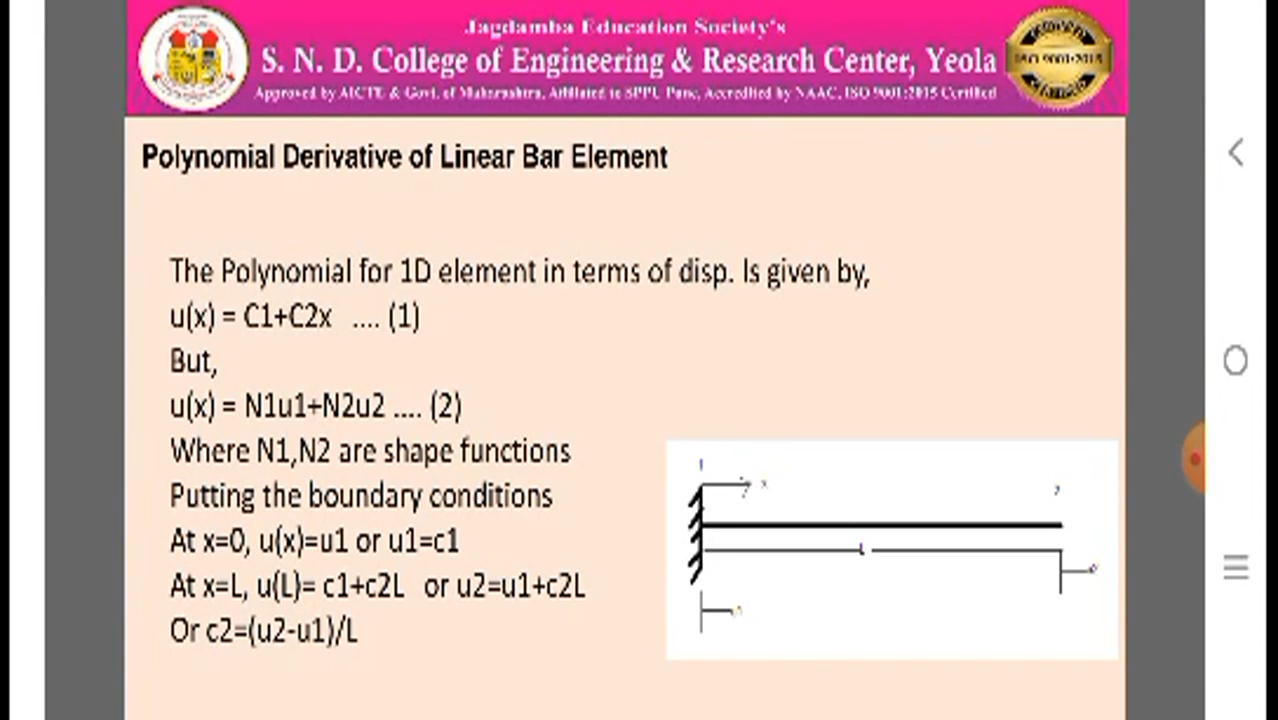 Jagdamba Education Society's
S. N. D. College of Engineering & Research Center, Yeola
Approved by AICTE & Govt. of Maharashtra, Affiliated to SPPU Pune, Accredited by NAAC, ISO 9001:2015 Certified
ISO 9001:2015
Polynomial Derivative of Linear Bar Element
The Polynomial for 1D element in terms of disp. Is given by,
u(x) = C1+C2x .... (1)
But,
u(x) = N1u1+N2u2 .... (2)
Where N1,N2 are shape functions
Putting the boundary conditions
At x=0, u(x)=u1 or u1=c1
At x=L, u(L)= c1+c2L or u2=u1+c2L
Or c2=(u2-u1)/L
x
L